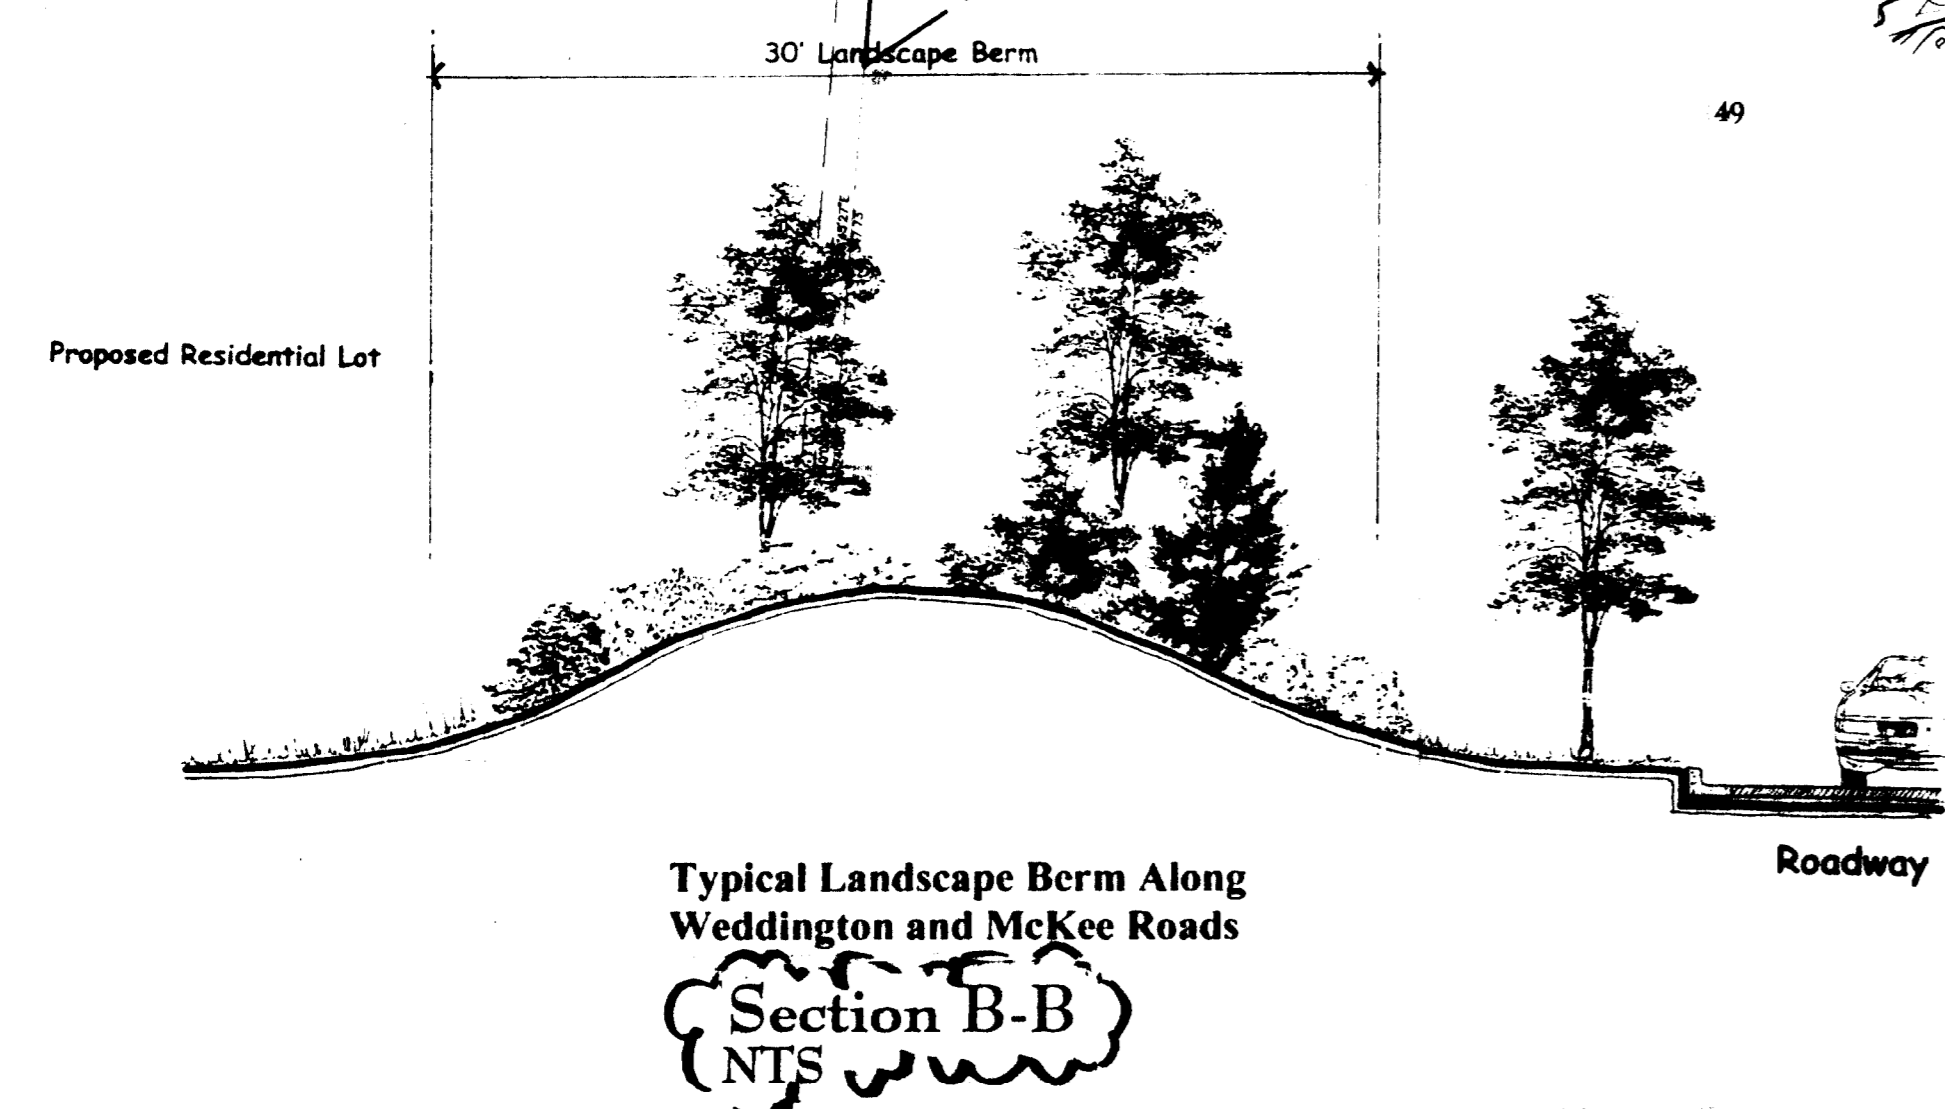 30' Landscape Berm
49
Proposed Residential Lot
Roadway
Typical Landscape Berm Along
Weddington and McKee Roads
Section B-B
NTS